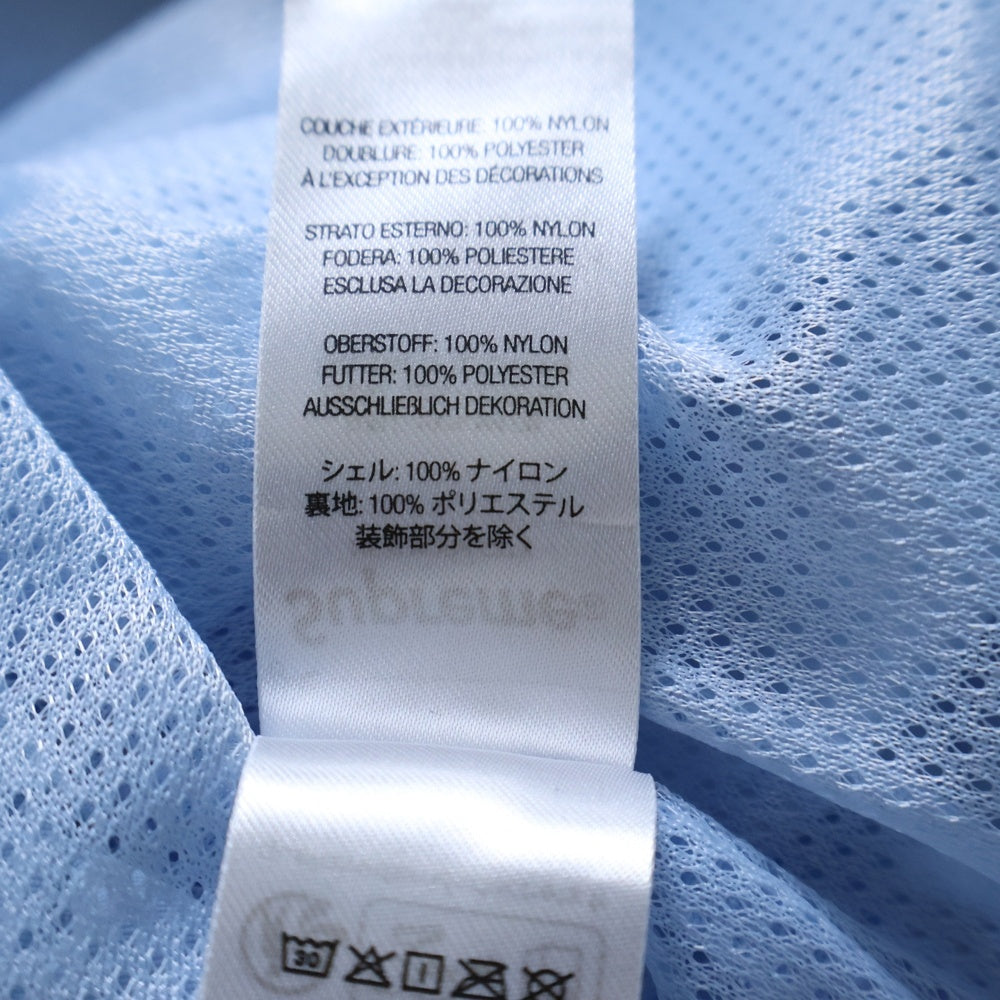 COUCHE EXTÉRIEURE: 100% NYLON
DOUBLURE: 100% POLYESTER
À L'EXCEPTION DES DÉCORATIONS
STRATO ESTERNO: 100% NYLON
FODERA: 100% POLIESTERE
ESCLUSA LA DECORAZIONE
OBERSTOFF: 100% NYLON
FUTTER: 100% POLYESTER
AUSSCHLIEßLICH DEKORATION
シェル: 100% ナイロン
裏地: 100% ポリエステル
装飾部分を除く
Supreme
30